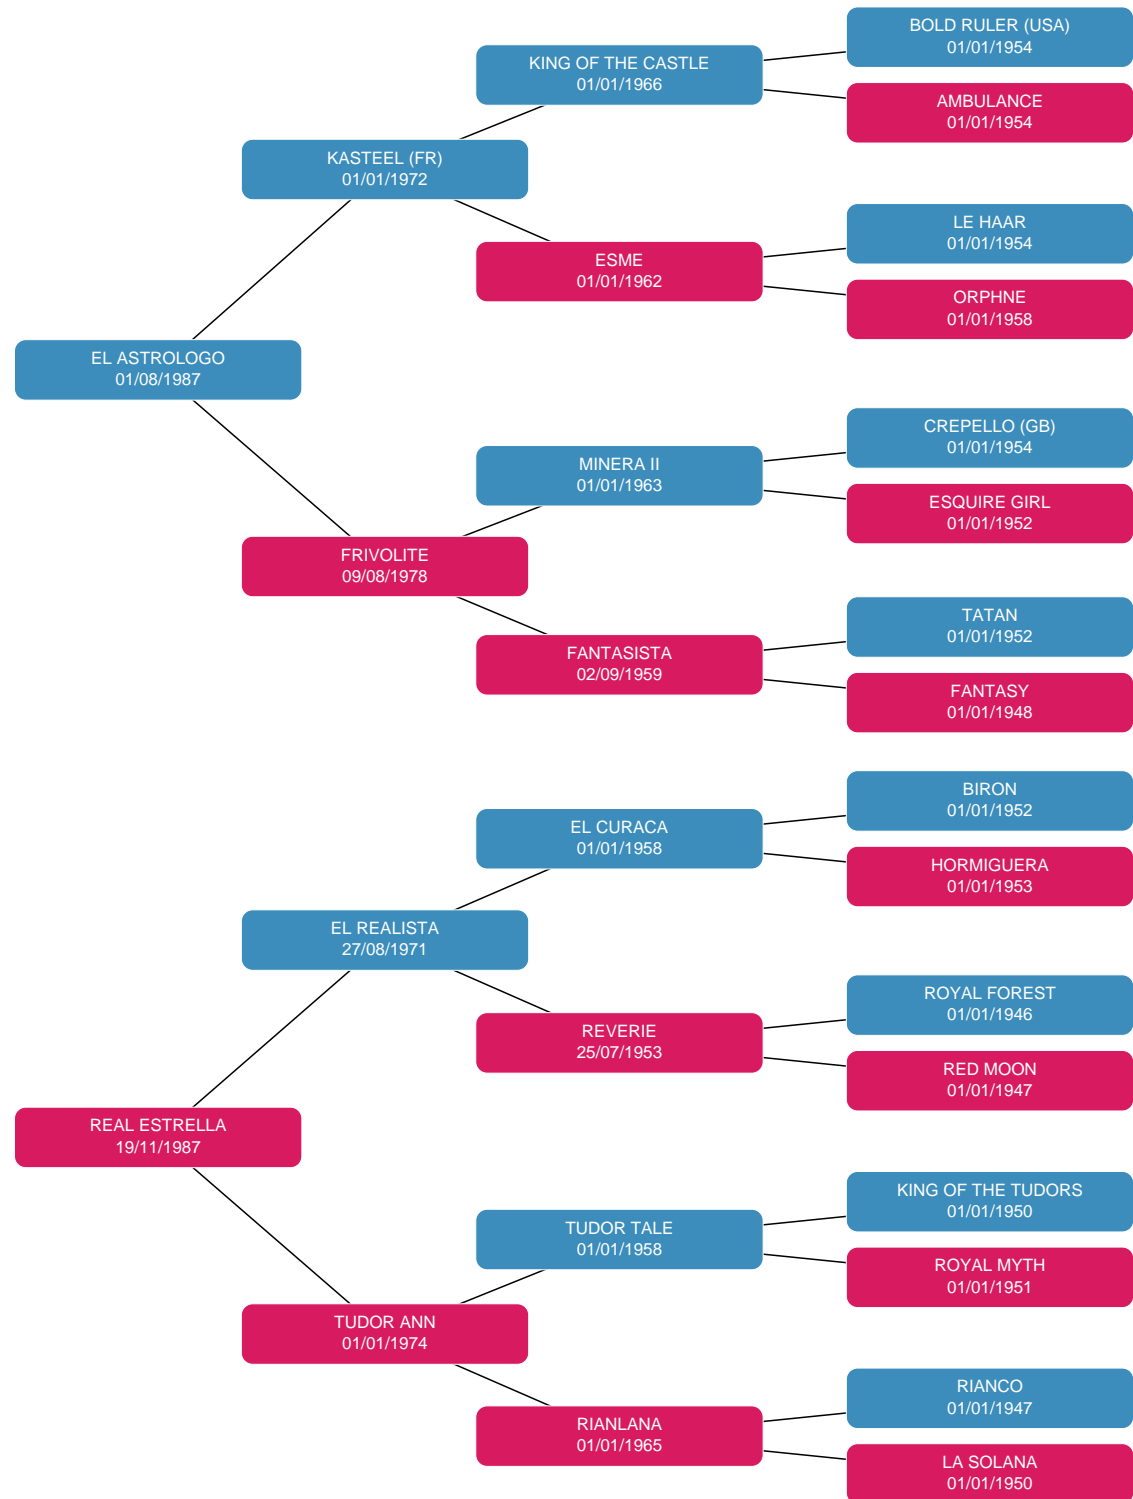 BOLD RULER (USA)
01/01/1954
KING OF THE CASTLE
01/01/1966
AMBULANCE
01/01/1954
KASTEEL (FR)
01/01/1972
LE HAAR
01/01/1954
ESME
01/01/1962
ORPHNE
01/01/1958
EL ASTROLOGO
01/08/1987
CREPELLO (GB)
01/01/1954
MINERA II
01/01/1963
ESQUIRE GIRL
01/01/1952
FRIVOLITE
09/08/1978
TATAN
01/01/1952
FANTASISTA
02/09/1959
FANTASY
01/01/1948
BIRON
01/01/1952
EL CURACA
01/01/1958
HORMIGUERA
01/01/1953
EL REALISTA
27/08/1971
ROYAL FOREST
01/01/1946
REVERIE
25/07/1953
RED MOON
01/01/1947
REAL ESTRELLA
19/11/1987
KING OF THE TUDORS
01/01/1950
TUDOR TALE
01/01/1958
ROYAL MYTH
01/01/1951
TUDOR ANN
01/01/1974
RIANCO
01/01/1947
RIANLANA
01/01/1965
LA SOLANA
01/01/1950